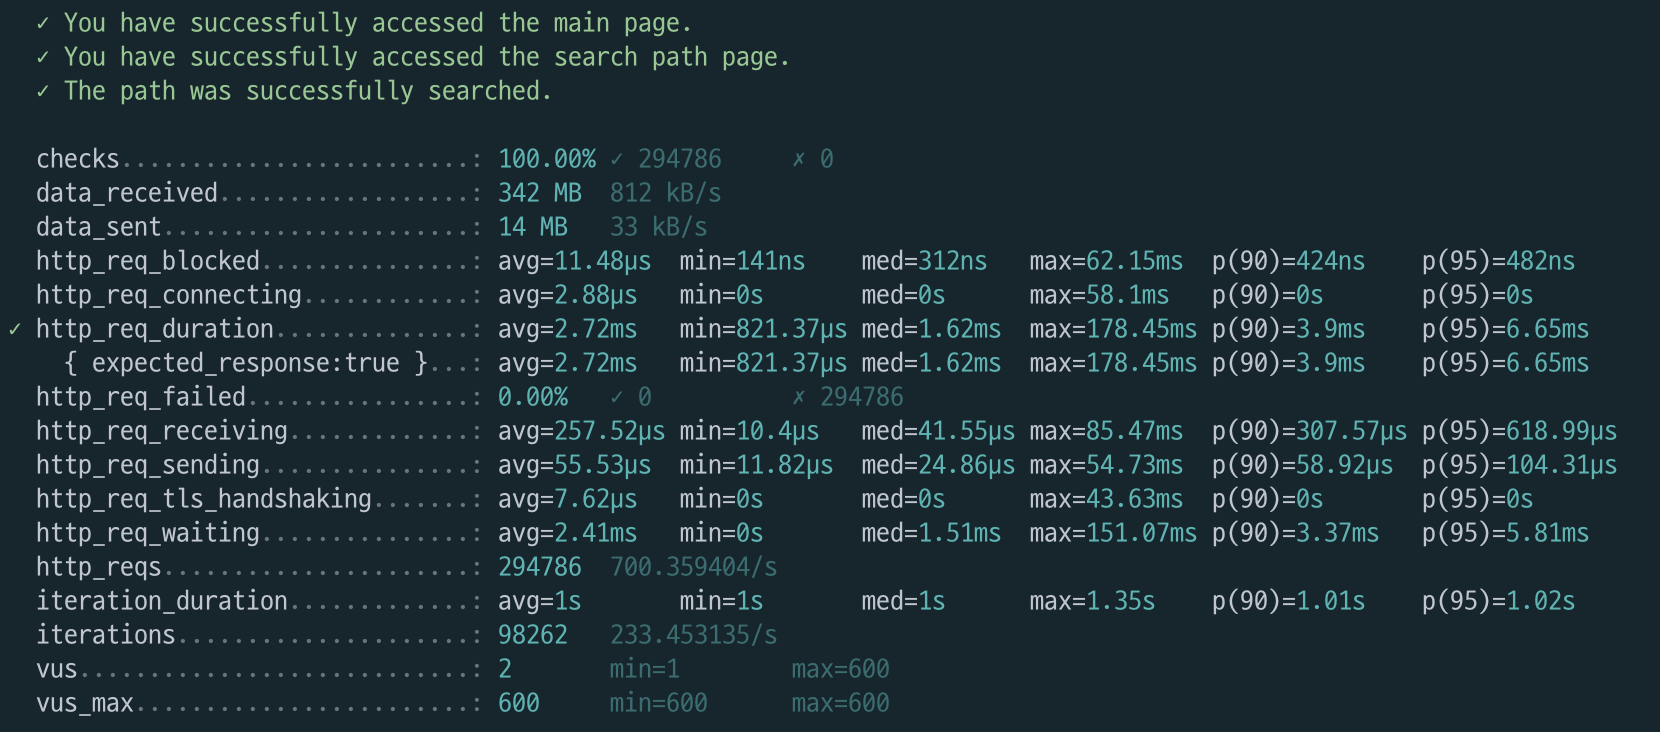 ✓ You have successfully accessed the main page.
✓ You have successfully accessed the search path page.
✓ The path was successfully searched.
checks.........................: 100.00% ✓ 294786     ✗ 0
data_received..................: 342 MB  812 kB/s
data_sent......................: 14 MB   33 kB/s
http_req_blocked...............: avg=11.48µs  min=141ns    med=312ns   max=62.15ms  p(90)=424ns    p(95)=482ns
http_req_connecting............: avg=2.88µs   min=0s       med=0s      max=58.1ms   p(90)=0s       p(95)=0s
✓ http_req_duration..............: avg=2.72ms   min=821.37µs med=1.62ms  max=178.45ms p(90)=3.9ms    p(95)=6.65ms
{ expected_response:true }...: avg=2.72ms   min=821.37µs med=1.62ms  max=178.45ms p(90)=3.9ms    p(95)=6.65ms
http_req_failed................: 0.00%   ✓ 0          ✗ 294786
http_req_receiving.............: avg=257.52µs min=10.4µs   med=41.55µs max=85.47ms  p(90)=307.57µs p(95)=618.99µs
http_req_sending...............: avg=55.53µs  min=11.82µs  med=24.86µs max=54.73ms  p(90)=58.92µs  p(95)=104.31µs
http_req_tls_handshaking.......: avg=7.62µs   min=0s       med=0s      max=43.63ms  p(90)=0s       p(95)=0s
http_req_waiting...............: avg=2.41ms   min=0s       med=1.51ms  max=151.07ms p(90)=3.37ms   p(95)=5.81ms
http_reqs......................: 294786  700.359404/s
iteration_duration.............: avg=1s       min=1s       med=1s      max=1.35s    p(90)=1.01s    p(95)=1.02s
iterations.....................: 98262   233.453135/s
vus............................: 2       min=1        max=600
vus_max........................: 600     min=600      max=600